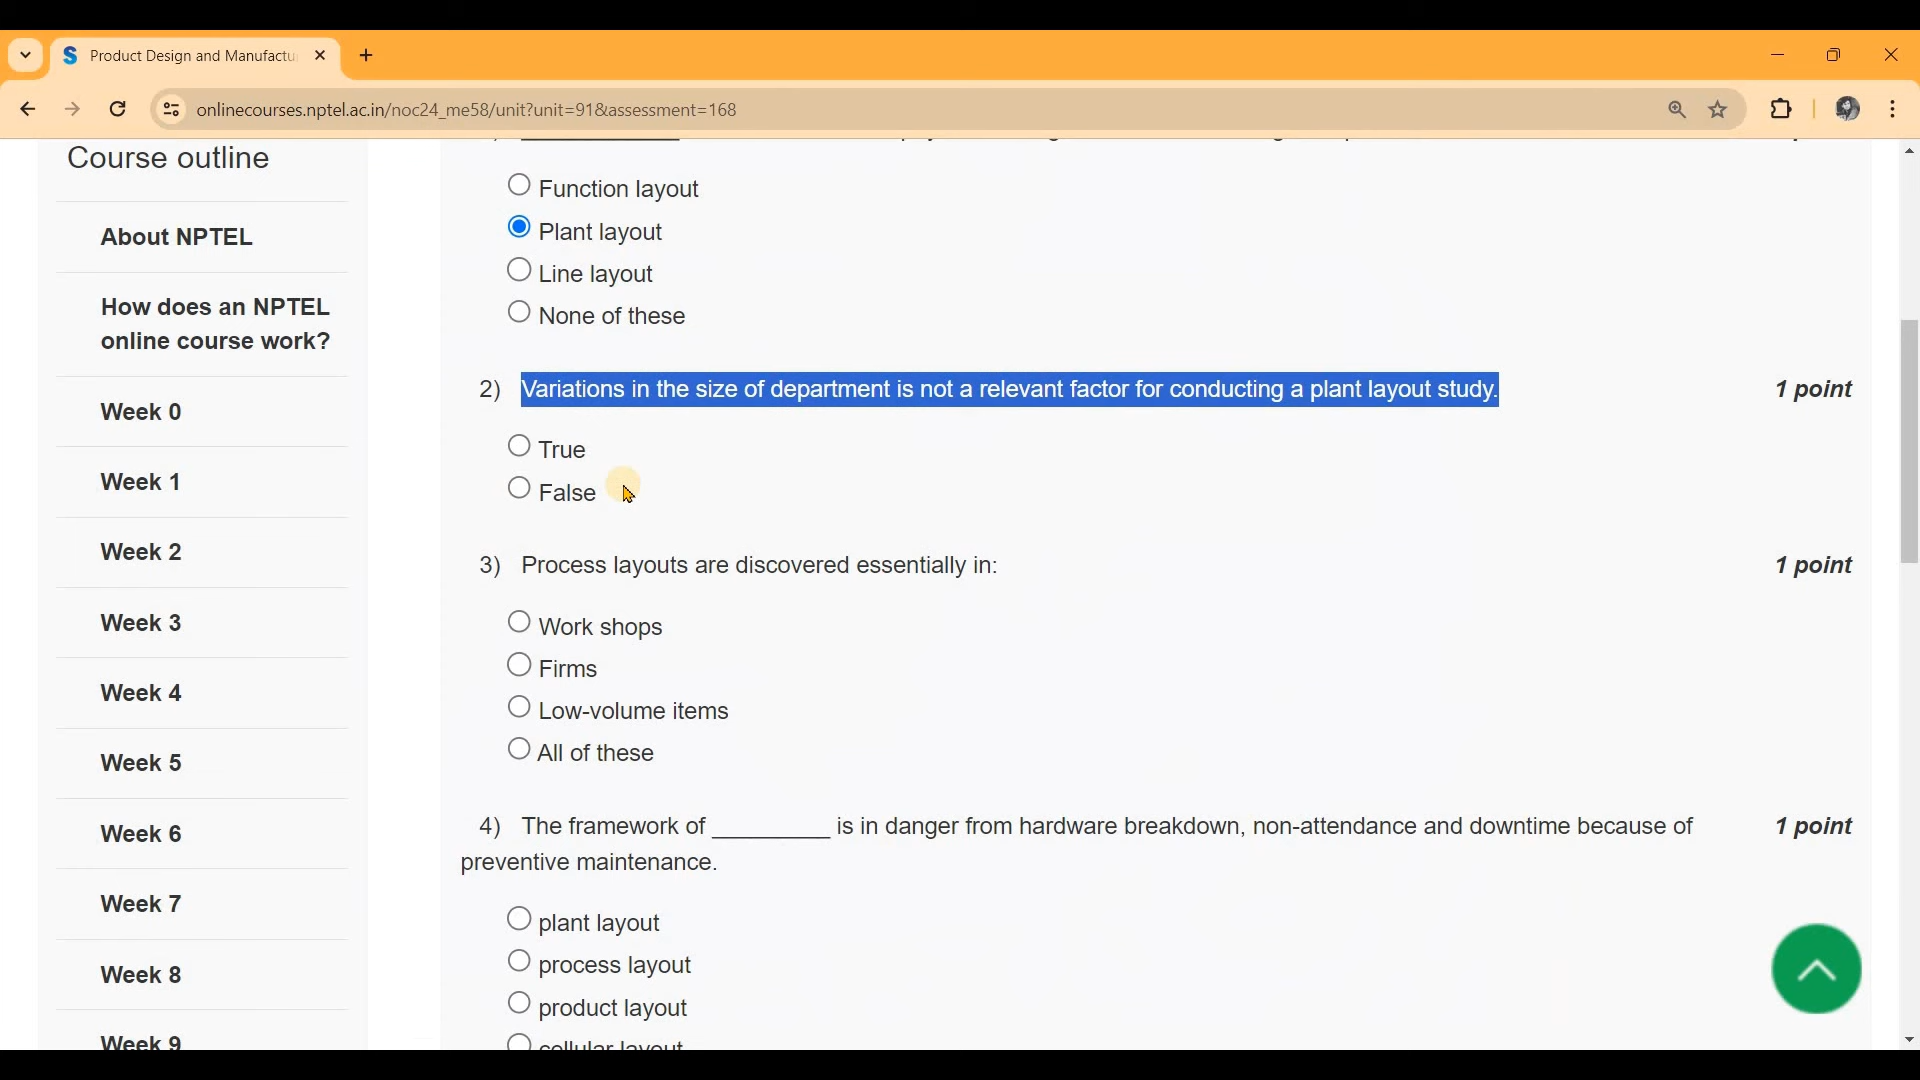 Product Design and Manufactu
onlinecourses.nptel.ac.in/noc24_me58/unit?unit=91&assessment=168
Course outline
About NPTEL
How does an NPTEL
online course work?
Week 0
Week 1
Week 2
Week 3
Week 4
Week 5
Week 6
Week 7
Week 8
Week 9
Function layout
Plant layout
Line layout
None of these
2) Variations in the size of department is not a relevant factor for conducting a plant layout study. 1 point
True
False
3) Process layouts are discovered essentially in: 1 point
Work shops
Firms
Low-volume items
All of these
4) The framework of _________ is in danger from hardware breakdown, non-attendance and downtime because of 1 point
preventive maintenance.
plant layout
process layout
product layout
cellular layout